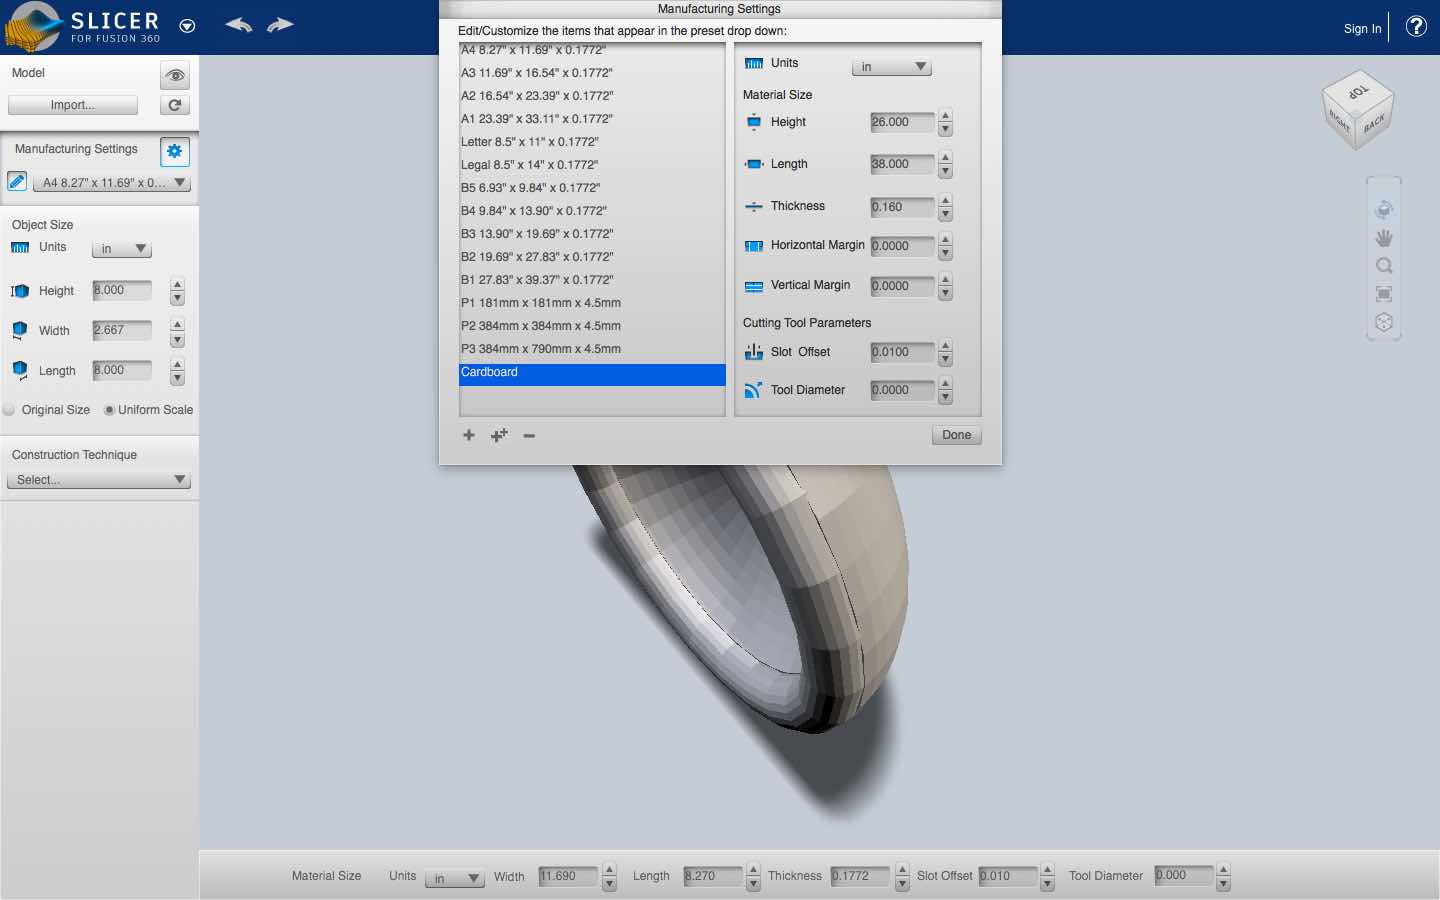 SLICER
FOR FUSION 360
Manufacturing Settings
Sign In
Edit/Customize the items that appear in the preset drop down:
Model
Import...
Manufacturing Settings
A4 8.27" x 11.69" x 0...
Object Size
Units in
Height 8.000
Width 2.667
Length 8.000
Original Size Uniform Scale
Construction Technique
Select...
A4 8.27" x 11.69" x 0.1772"
A3 11.69" x 16.54" x 0.1772"
A2 16.54" x 23.39" x 0.1772"
A1 23.39" x 33.11" x 0.1772"
Letter 8.5" x 11" x 0.1772"
Legal 8.5" x 14" x 0.1772"
B5 6.93" x 9.84" x 0.1772"
B4 9.84" x 13.90" x 0.1772"
B3 13.90" x 19.69" x 0.1772"
B2 19.69" x 27.83" x 0.1772"
B1 27.83" x 39.37" x 0.1772"
P1 181mm x 181mm x 4.5mm
P2 384mm x 384mm x 4.5mm
P3 384mm x 790mm x 4.5mm
Cardboard
Units in
Material Size
Height 26.000
Length 38.000
Thickness 0.160
Horizontal Margin 0.0000
Vertical Margin 0.0000
Cutting Tool Parameters
Slot Offset 0.0100
Tool Diameter 0.0000
Done
TOP
RIGHT
BACK
Material Size Units in Width 11.690 Length 8.270 Thickness 0.1772 Slot Offset 0.010 Tool Diameter 0.000